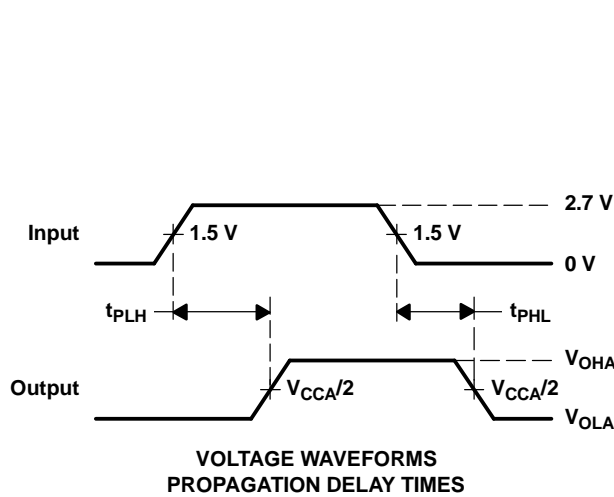 2.7 V
Input
1.5 V
1.5 V
0 V
tPLH
tPHL
VOHA
Output
VCCA/2
VCCA/2
VOLA
VOLTAGE WAVEFORMS
PROPAGATION DELAY TIMES